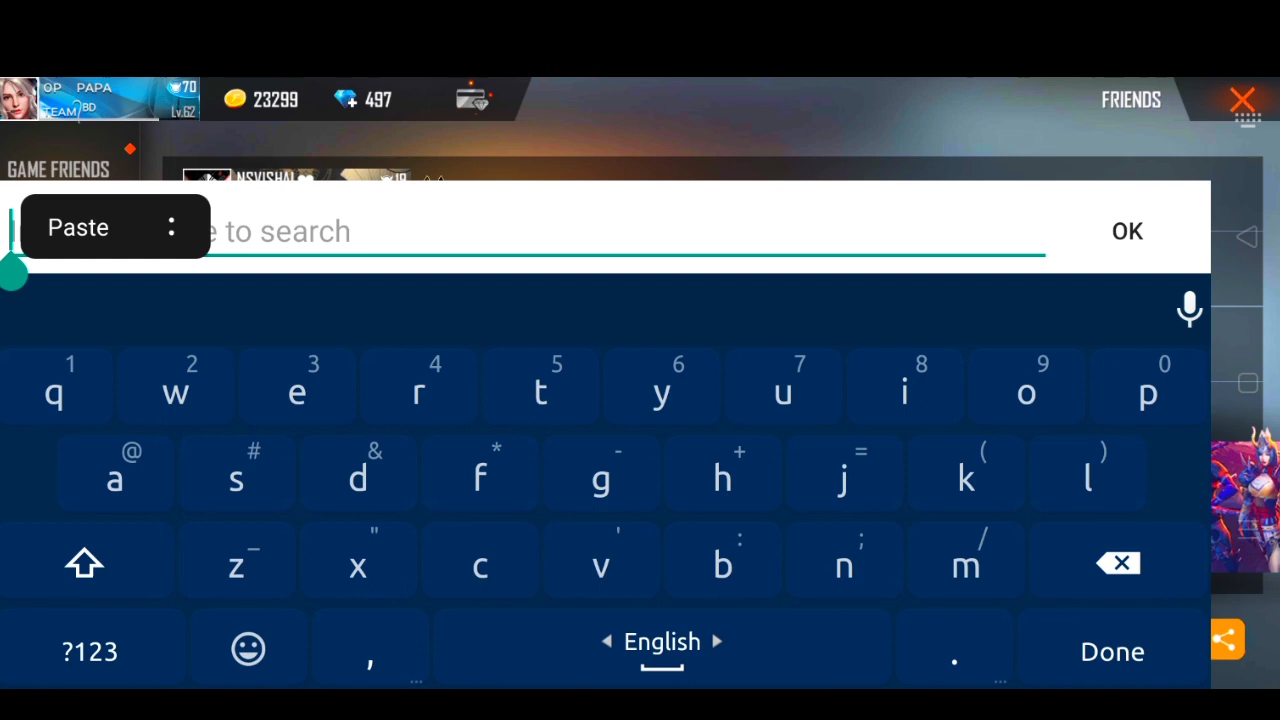 OP PAPA
70
TEAM BD
Lv.62
23299
497
FRIENDS
GAME FRIENDS
NSVISHAL
Paste
e to search
OK
1 2 3 4 5 6 7 8 9 0
q w e r t y u i o p
@ # & * - + = ( )
a s d f g h j k l
_ " ' : ; /
z x c v b n m
?123 , English . Done